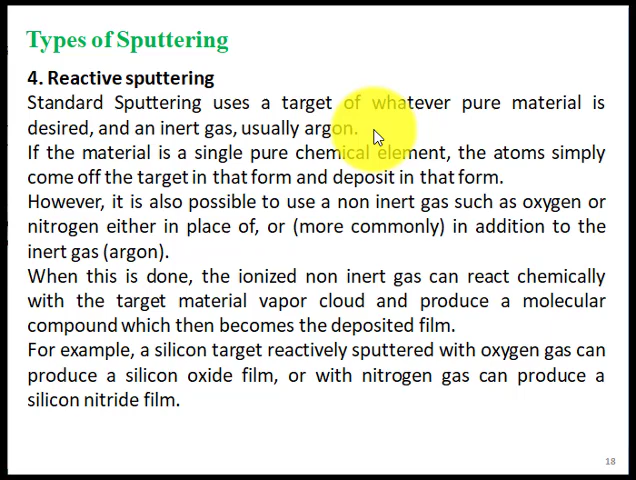 Types of Sputtering
4. Reactive sputtering
Standard Sputtering uses a target of whatever pure material is
desired, and an inert gas, usually argon.
If the material is a single pure chemical element, the atoms simply
come off the target in that form and deposit in that form.
However, it is also possible to use a non inert gas such as oxygen or
nitrogen either in place of, or (more commonly) in addition to the
inert gas (argon).
When this is done, the ionized non inert gas can react chemically
with the target material vapor cloud and produce a molecular
compound which then becomes the deposited film.
For example, a silicon target reactively sputtered with oxygen gas can
produce a silicon oxide film, or with nitrogen gas can produce a
silicon nitride film.
18